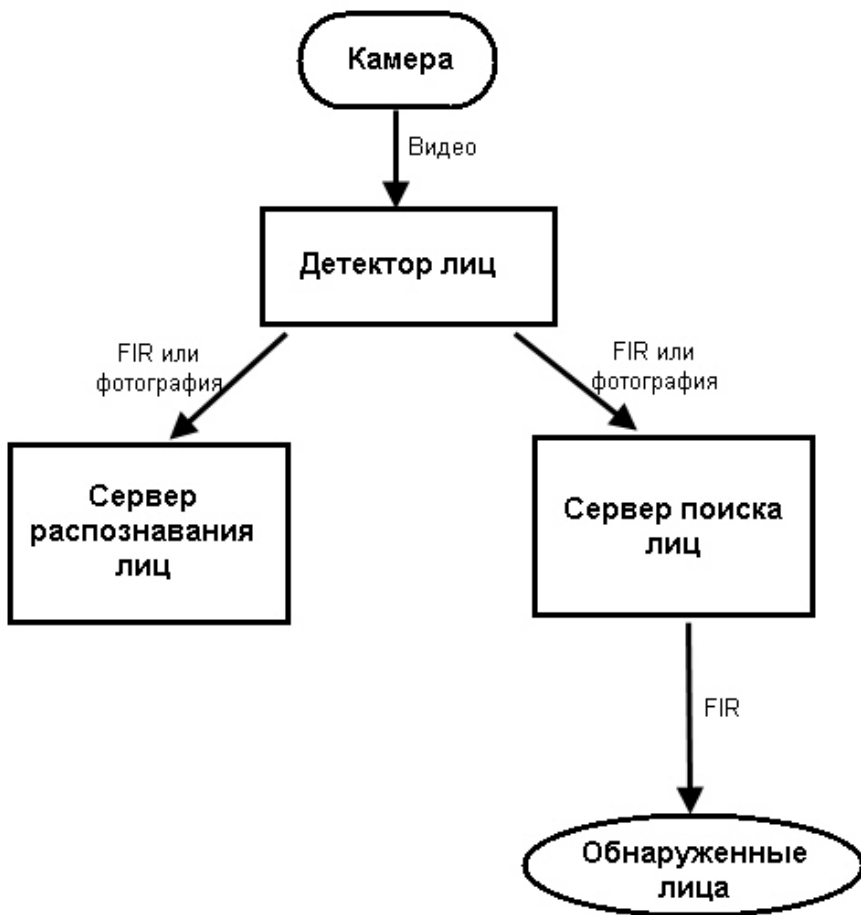 Камера
Видео
Детектор лиц
FIR или
фотография
FIR или
фотография
Сервер
распознавания
лиц
Сервер поиска
лиц
FIR
Обнаруженные
лица